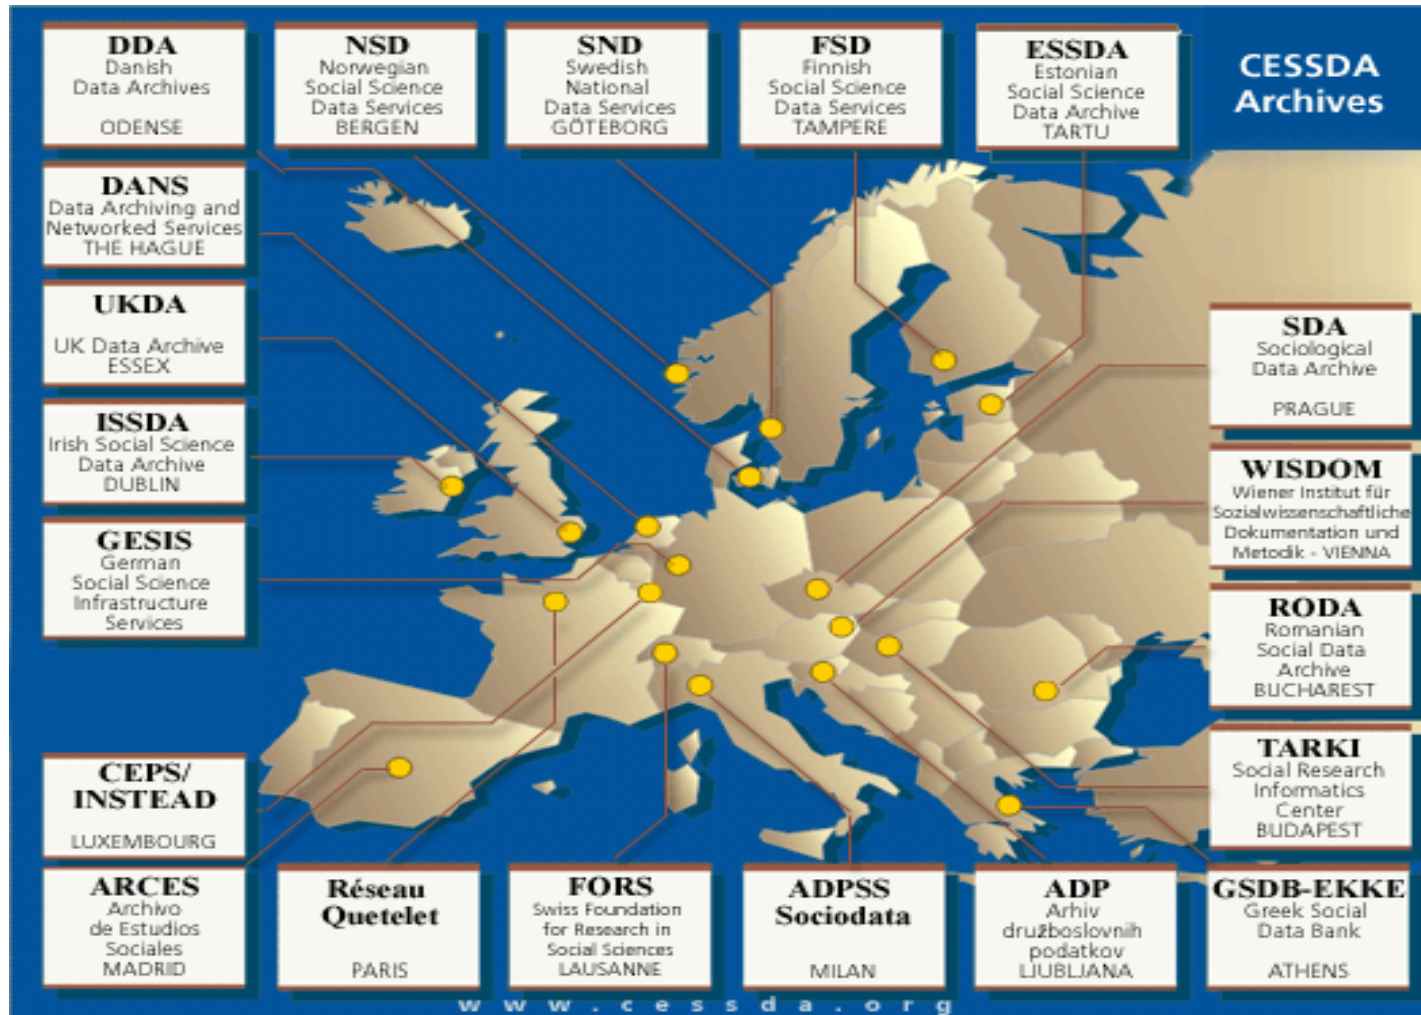 DDA
Danish
Data Archives
ODENSE
NSD
Norwegian
Social Science
Data Services
BERGEN
SND
Swedish
National
Data Services
GÖTEBORG
FSD
Finnish
Social Science
Data Services
TAMPERE
ESSDA
Estonian
Social Science
Data Archive
TARTU
CESSDA
Archives
DANS
Data Archiving and
Networked Services
THE HAGUE
UKDA
UK Data Archive
ESSEX
ISSDA
Irish Social Science
Data Archive
DUBLIN
GESIS
German
Social Science
Infrastructure
Services
SDA
Sociological
Data Archive
PRAGUE
WISDOM
Wiener Institut für
Sozialwissenschaftliche
Dokumentation und
Metodik - VIENNA
RODA
Romanian
Social Data
Archive
BUCHAREST
TARKI
Social Research
Informatics
Center
BUDAPEST
CEPS/
INSTEAD
LUXEMBOURG
ARCES
Archivo
de Estudios
Sociales
MADRID
Réseau
Quetelet
PARIS
FORS
Swiss Foundation
for Research in
Social Sciences
LAUSANNE
ADPSS
Sociodata
MILAN
ADP
Arhiv
družboslovnih
podatkov
LJUBLJANA
GSDB-EKKE
Greek Social
Data Bank
ATHENS
www.cessda.org